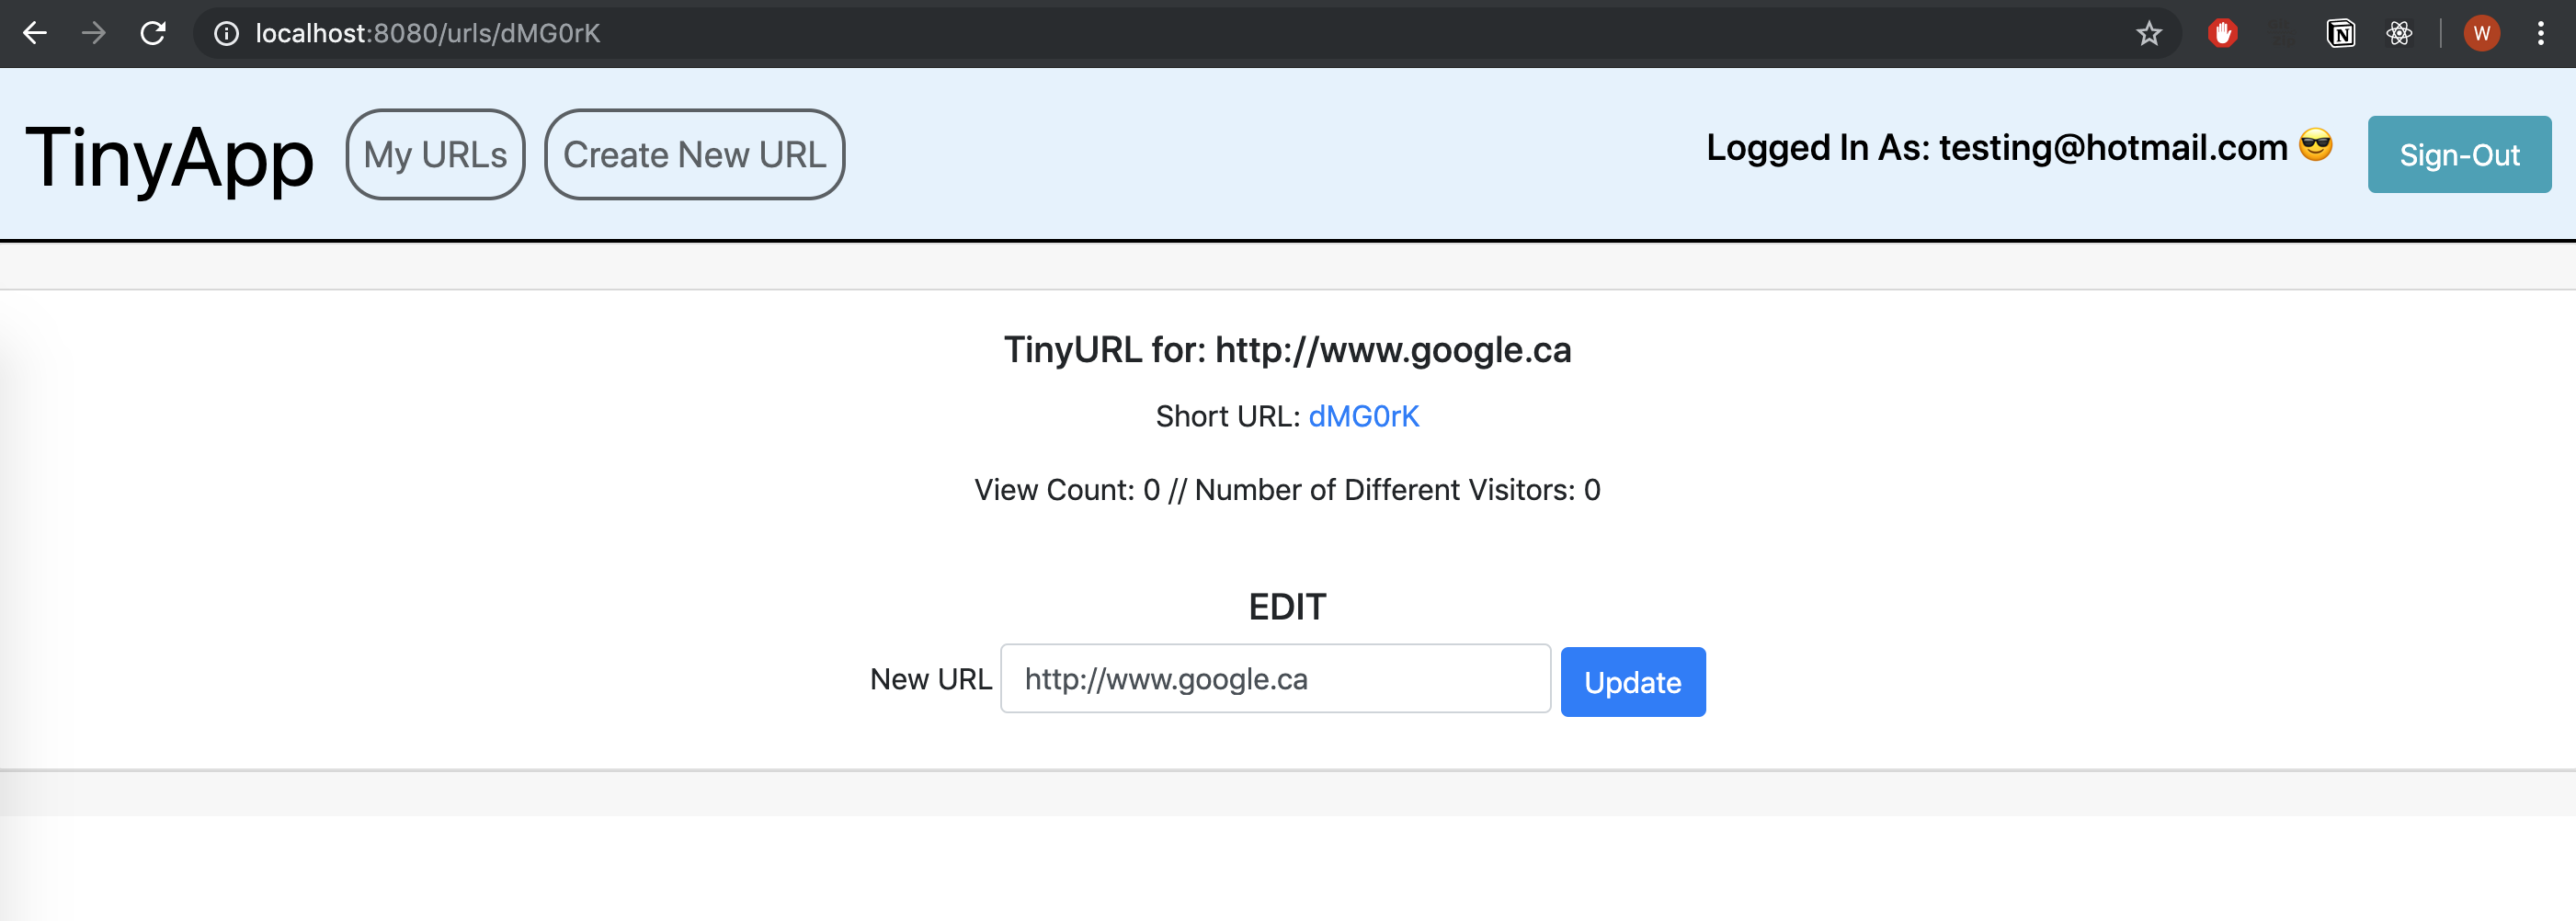 localhost:8080/urls/dMG0rK
W
TinyApp
My URLs
Create New URL
Logged In As: testing@hotmail.com 😎
Sign-Out
TinyURL for: http://www.google.ca
Short URL: dMG0rK
View Count: 0 // Number of Different Visitors: 0
EDIT
New URL http://www.google.ca Update